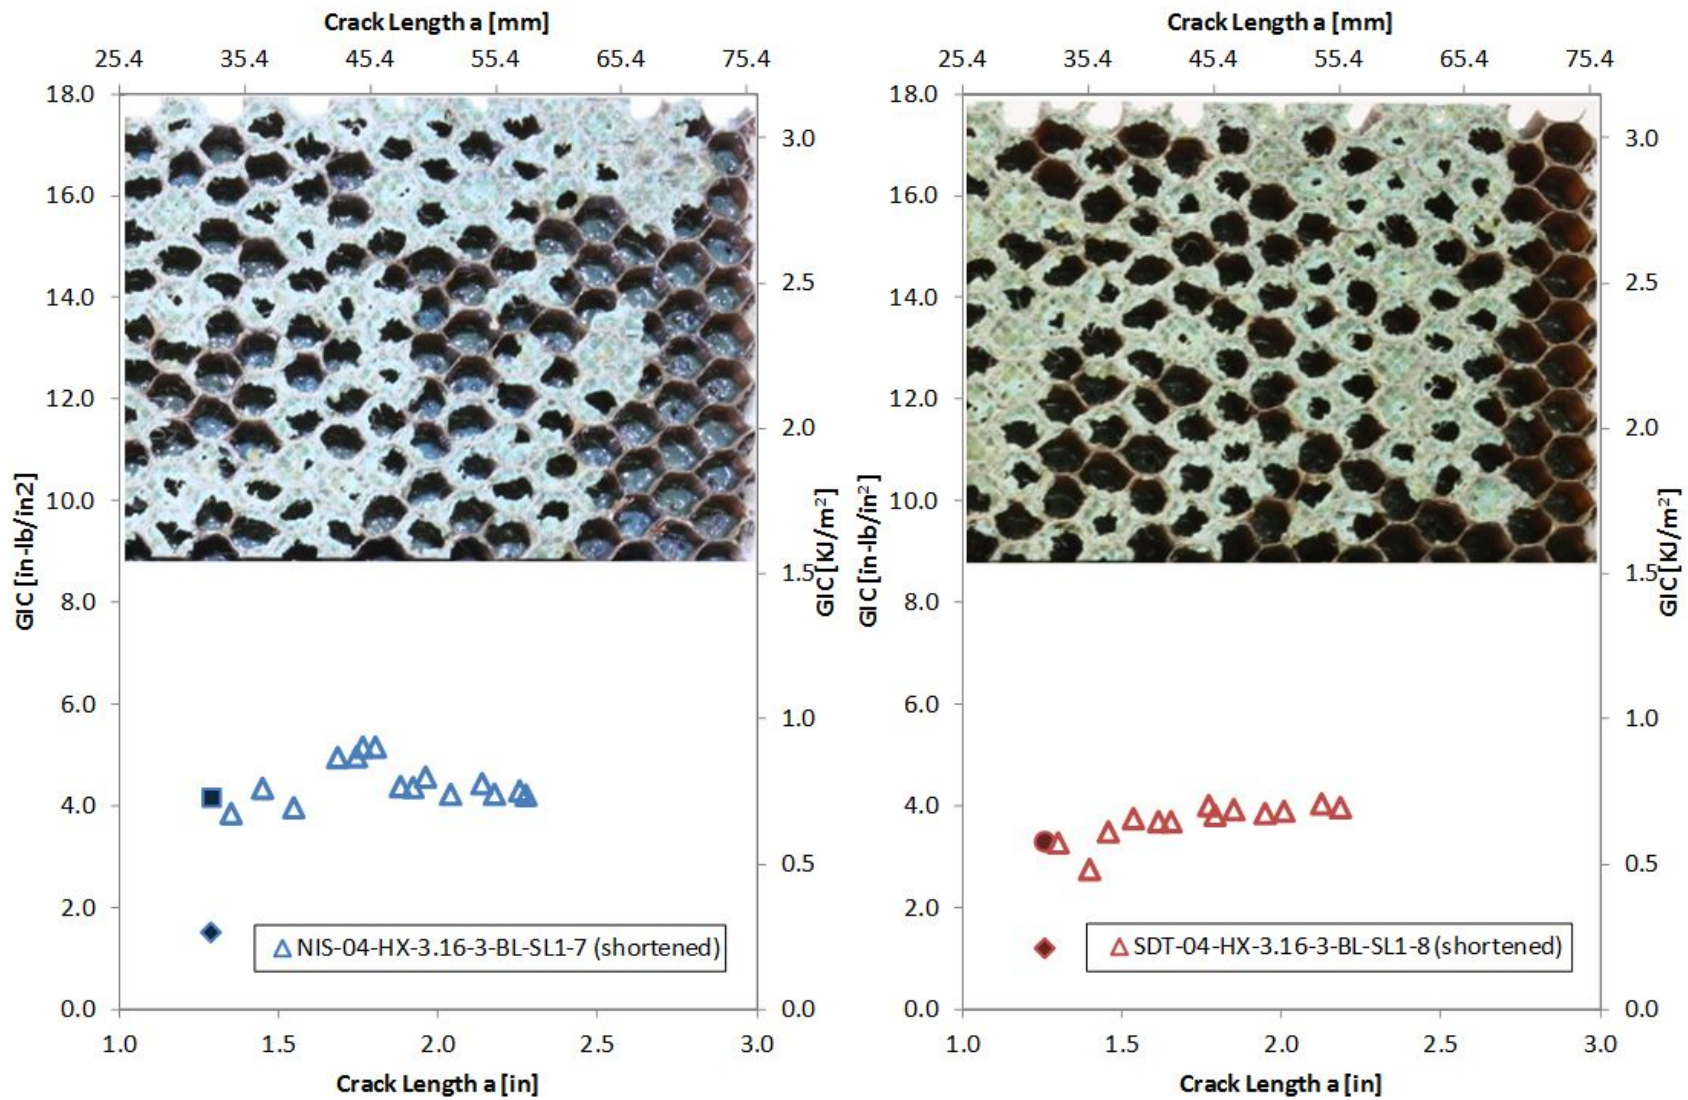 Crack Length a [mm]
25.4 35.4 45.4 55.4 65.4 75.4
18.0
16.0
14.0
12.0
10.0
8.0
6.0
4.0
2.0
0.0
GIC [in-lb/in2]
3.0
2.5
2.0
1.5
1.0
0.5
0.0
GIC [KJ/m²]
NIS-04-HX-3.16-3-BL-SL1-7 (shortened)
1.0 1.5 2.0 2.5 3.0
Crack Length a [in]
Crack Length a [mm]
25.4 35.4 45.4 55.4 65.4 75.4
18.0
16.0
14.0
12.0
10.0
8.0
6.0
4.0
2.0
0.0
GIC [in-lb/in²]
3.0
2.5
2.0
1.5
1.0
0.5
0.0
GIC [KJ/m²]
SDT-04-HX-3.16-3-BL-SL1-8 (shortened)
1.0 1.5 2.0 2.5 3.0
Crack Length a [in]